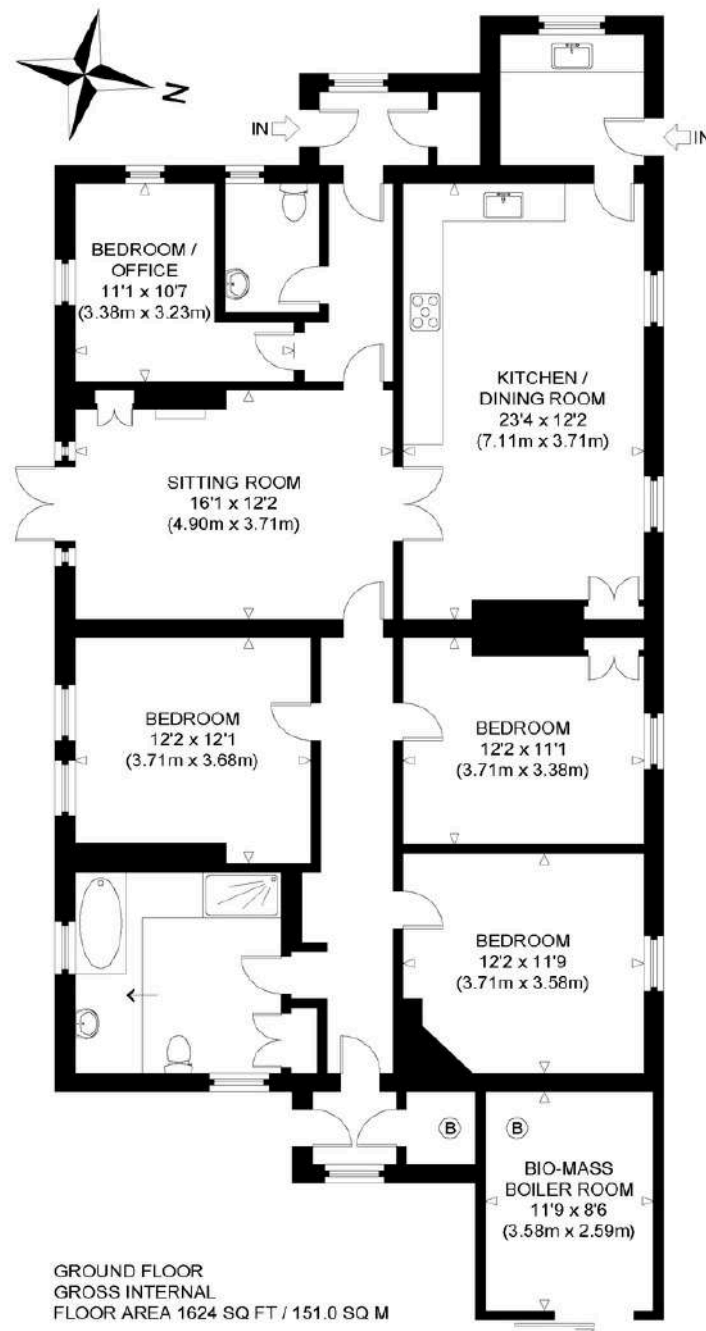 N
IN
IN
BEDROOM /
OFFICE
11'1 x 10'7
(3.38m x 3.23m)
KITCHEN /
DINING ROOM
23'4 x 12'2
(7.11m x 3.71m)
SITTING ROOM
16'1 x 12'2
(4.90m x 3.71m)
BEDROOM
12'2 x 12'1
(3.71m x 3.68m)
BEDROOM
12'2 x 11'1
(3.71m x 3.38m)
BEDROOM
12'2 x 11'9
(3.71m x 3.58m)
B
B
BIO-MASS
BOILER ROOM
11'9 x 8'6
(3.58m x 2.59m)
GROUND FLOOR
GROSS INTERNAL
FLOOR AREA 1624 SQ FT / 151.0 SQ M